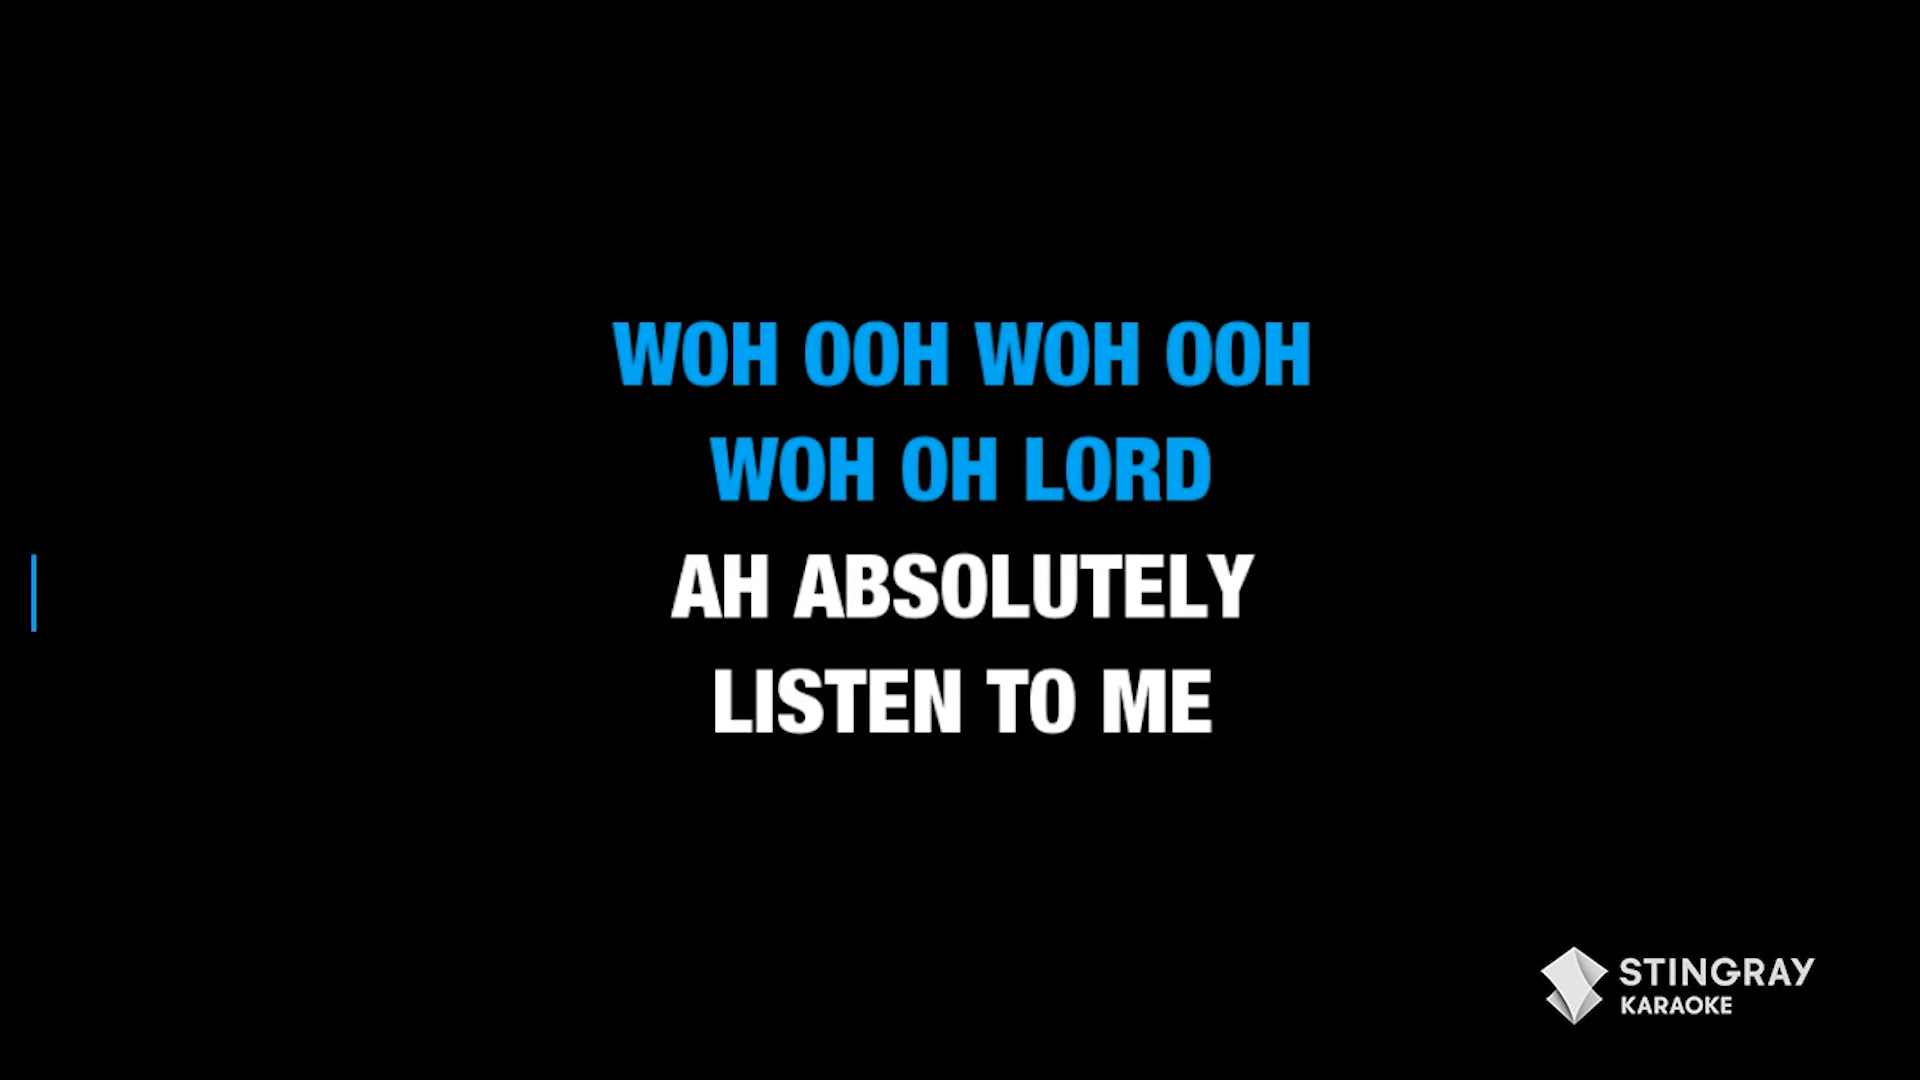 WOH OOH WOH OOH
WOH OH LORD
AH ABSOLUTELY
LISTEN TO ME
STINGRAY
KARAOKE